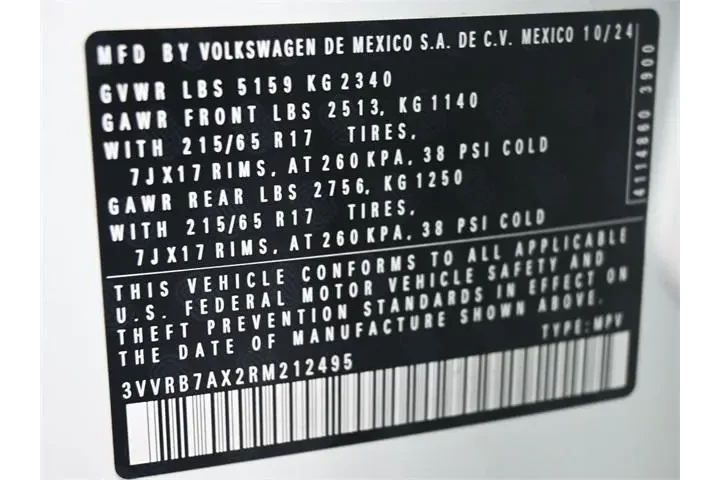 MFD BY VOLKSWAGEN DE MEXICO S.A. DE C.V. MEXICO 10/24
GVWR LBS 5159 KG 2340
GAWR FRONT LBS 2513, KG 1140
WITH 215/65 R17 TIRES,
7JX17 RIMS, AT 260 KPA, 38 PSI COLD
GAWR REAR LBS 2756, KG 1250
WITH 215/65 R17 TIRES,
7JX17 RIMS, AT 260 KPA, 38 PSI COLD
4114860 3900
THIS VEHICLE CONFORMS TO ALL APPLICABLE
U.S. FEDERAL MOTOR VEHICLE SAFETY AND
THEFT PREVENTION STANDARDS IN EFFECT ON
THE DATE OF MANUFACTURE SHOWN ABOVE.
TYPE: MPV
3VVRB7AX2RM212495